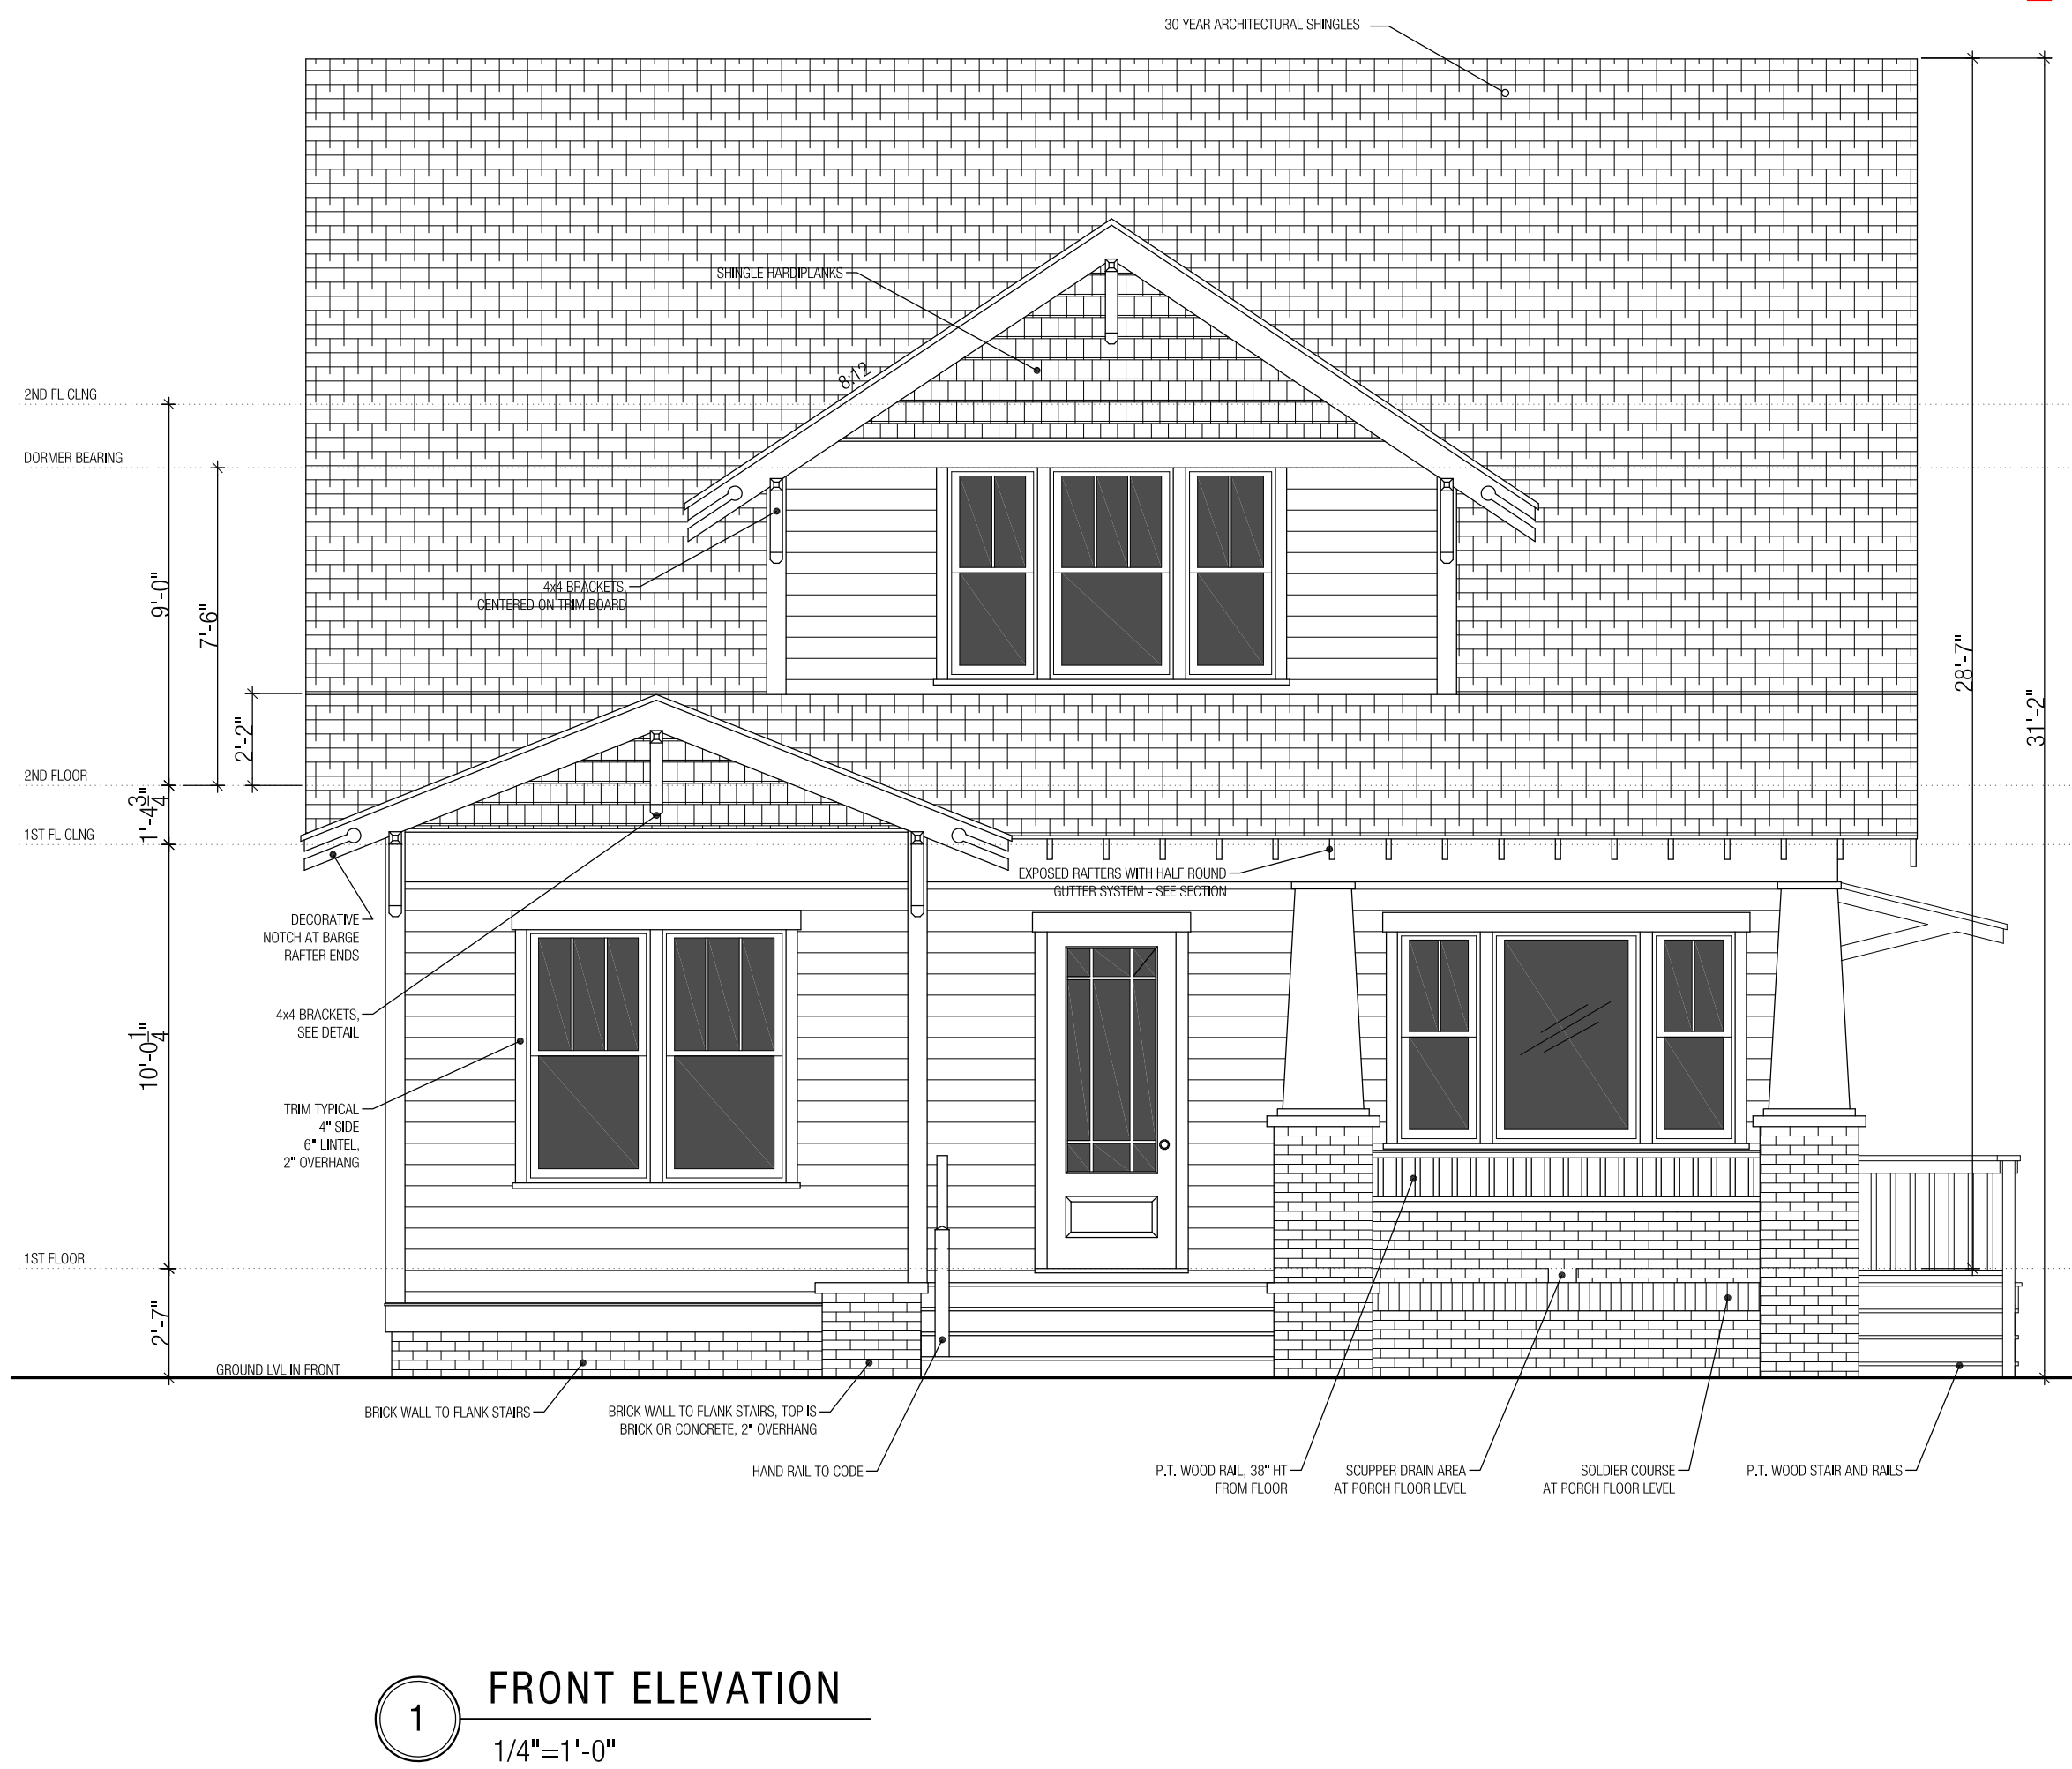 30 YEAR ARCHITECTURAL SHINGLES
SHINGLE HARDIPLANKS
8:12
2ND FL CLNG
DORMER BEARING
4x4 BRACKETS,
CENTERED ON TRIM BOARD
9'-0"
7'-6"
2'-2"
28'-7"
31'-2"
2ND FLOOR
1'-4 3/4"
1ST FL CLNG
EXPOSED RAFTERS WITH HALF ROUND
GUTTER SYSTEM - SEE SECTION
DECORATIVE
NOTCH AT BARGE
RAFTER ENDS
4x4 BRACKETS,
SEE DETAIL
10'-0 1/4"
TRIM TYPICAL
4" SIDE
6" LINTEL,
2" OVERHANG
1ST FLOOR
2'-7"
GROUND LVL IN FRONT
BRICK WALL TO FLANK STAIRS
BRICK WALL TO FLANK STAIRS, TOP IS
BRICK OR CONCRETE, 2" OVERHANG
HAND RAIL TO CODE
P.T. WOOD RAIL, 38" HT
FROM FLOOR
SCUPPER DRAIN AREA
AT PORCH FLOOR LEVEL
SOLDIER COURSE
AT PORCH FLOOR LEVEL
P.T. WOOD STAIR AND RAILS
1
FRONT ELEVATION
1/4"=1'-0"